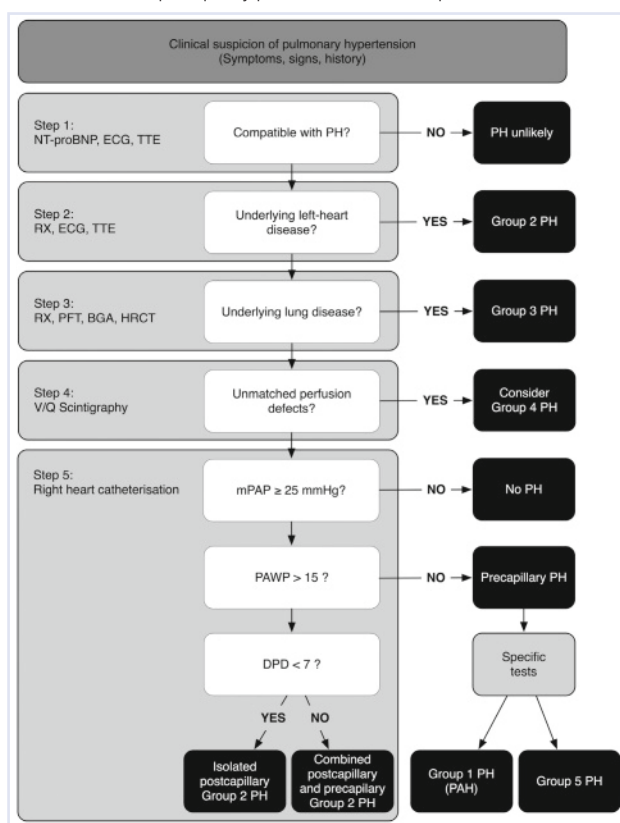 Clinical suspicion of pulmonary hypertension
(Symptoms, signs, history)
Step 1:
NT-proBNP, ECG, TTE
Compatible with PH?
NO
PH unlikely
Step 2:
RX, ECG, TTE
Underlying left-heart
disease?
YES
Group 2 PH
Step 3:
RX, PFT, BGA, HRCT
Underlying lung disease?
YES
Group 3 PH
Step 4:
V/Q Scintigraphy
Unmatched perfusion
defects?
YES
Consider
Group 4 PH
Step 5:
Right heart catheterisation
mPAP ≥ 25 mmHg?
NO
No PH
PAWP > 15 ?
NO
Precapillary PH
DPD < 7 ?
Specific
tests
YES
NO
Isolated
postcapillary
Group 2 PH
Combined
postcapillary
and precapilary
Group 2 PH
Group 1 PH
(PAH)
Group 5 PH